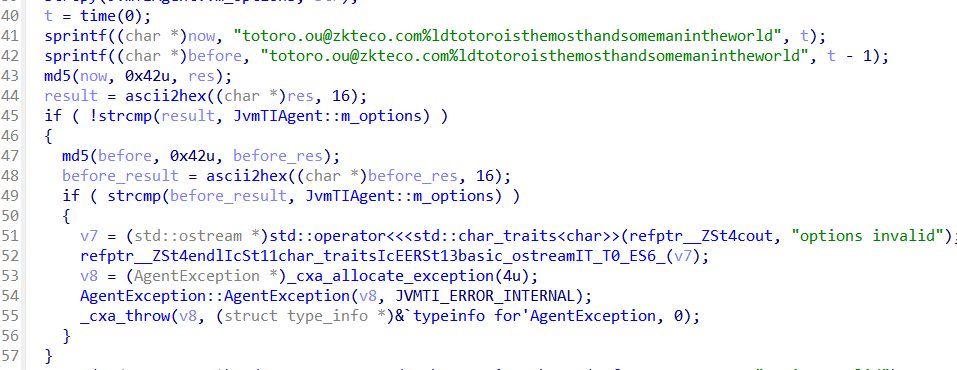 40 t = time(0);
41 sprintf((char *)now, "totoro.ou@zkteco.com%ldtotoroisthemosthandsomemanintheworld", t);
42 sprintf((char *)before, "totoro.ou@zkteco.com%ldtotoroisthemosthandsomemanintheworld", t - 1);
43 md5(now, 0x42u, res);
44 result = ascii2hex((char *)res, 16);
45 if ( !strcmp(result, JvmTIAgent::m_options) )
46 {
47 md5(before, 0x42u, before_res);
48 before_result = ascii2hex((char *)before_res, 16);
49 if ( strcmp(before_result, JvmTIAgent::m_options) )
50 {
51 v7 = (std::ostream *)std::operator<<<std::char_traits<char>>(refptr__ZSt4cout, "options invalid");
52 refptr__ZSt4endlIcSt11char_traitsIcEERSt13basic_ostreamIT_T0_ES6_(v7);
53 v8 = (AgentException *)_cxa_allocate_exception(4u);
54 AgentException::AgentException(v8, JVMTI_ERROR_INTERNAL);
55 _cxa_throw(v8, (struct type_info *)&`typeinfo for'AgentException, 0);
56 }
57 }